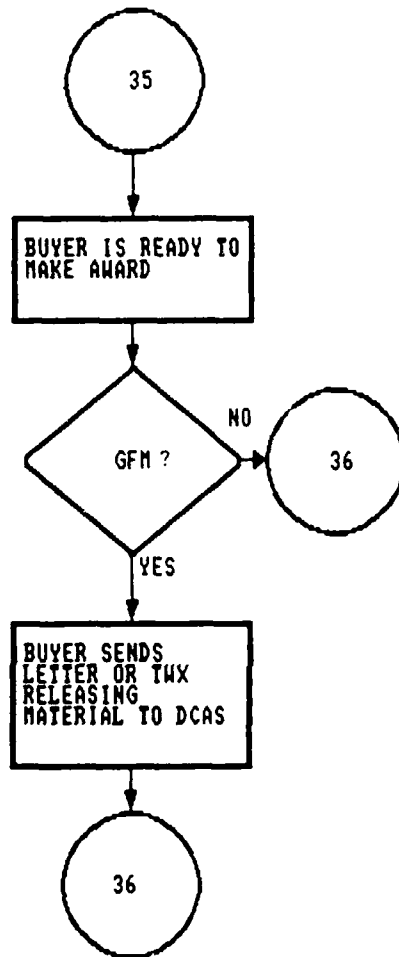 35
BUYER IS READY TO
MAKE AWARD
GFM ?
NO
36
YES
BUYER SENDS
LETTER OR TWX
RELEASING
MATERIAL TO DCAS
36